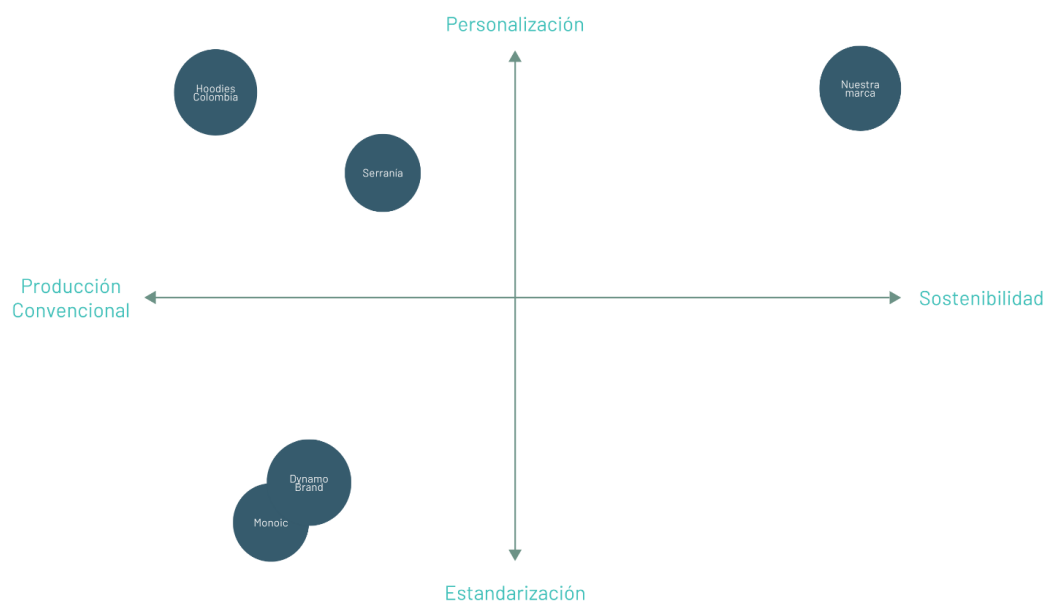 Personalización
Hoodies
Colombia
Nuestra
marca
Serrania
Producción
Convencional
Sostenibilidad
Dynamo
Brand
Monoic
Estandarización